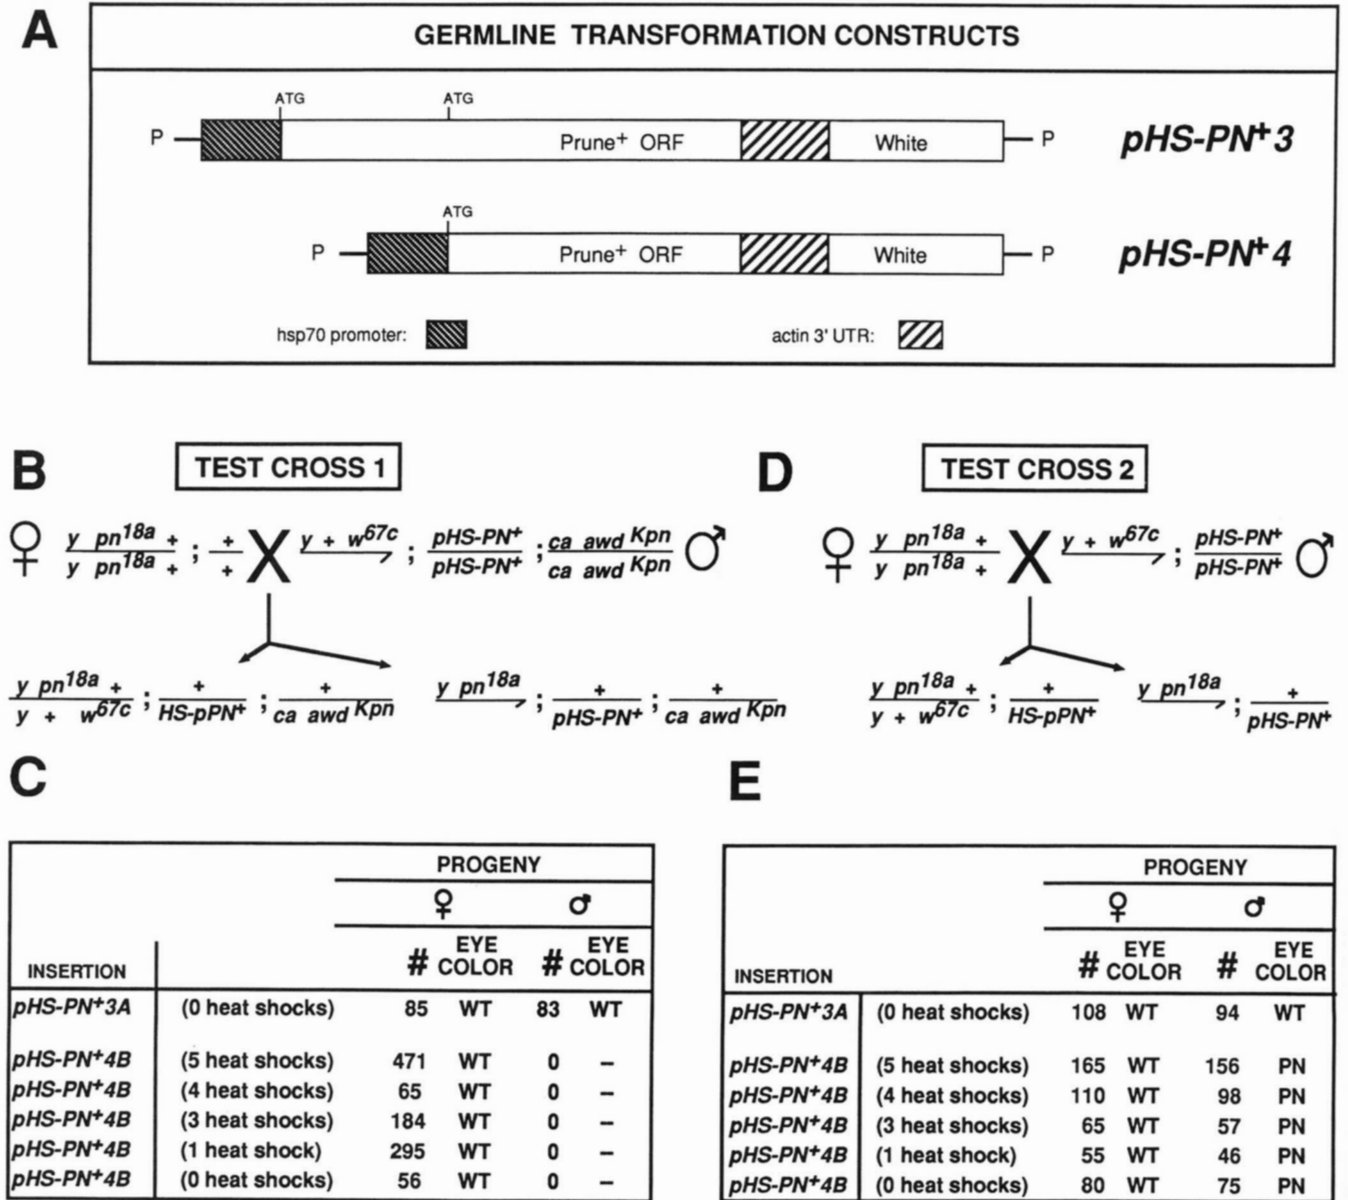 A
GERMLINE TRANSFORMATION CONSTRUCTS
ATG ATG
P Prune+ ORF White P pHS-PN+3
ATG
P Prune+ ORF White P pHS-PN+4
hsp70 promoter: actin 3' UTR:
B TEST CROSS 1
♀ y pn18a + / y pn18a + ; + / + X y + w67c ; pHS-PN+ / pHS-PN+ ; ca awd Kpn / ca awd Kpn ♂
y pn18a + / y + w67c ; + / HS-pPN+ ; + / ca awd Kpn
y pn18a ; + / pHS-PN+ ; + / ca awd Kpn
D TEST CROSS 2
♀ y pn18a + / y pn18a + X y + w67c ; pHS-PN+ / pHS-PN+ ♂
y pn18a + / y + w67c ; + / HS-pPN+
y pn18a ; + / pHS-PN+
C
PROGENY
♀ ♂
INSERTION # EYE COLOR # EYE COLOR
pHS-PN+3A (0 heat shocks) 85 WT 83 WT
pHS-PN+4B (5 heat shocks) 471 WT 0 –
pHS-PN+4B (4 heat shocks) 65 WT 0 –
pHS-PN+4B (3 heat shocks) 184 WT 0 –
pHS-PN+4B (1 heat shock) 295 WT 0 –
pHS-PN+4B (0 heat shocks) 56 WT 0 –
E
PROGENY
♀ ♂
INSERTION # EYE COLOR # EYE COLOR
pHS-PN+3A (0 heat shocks) 108 WT 94 WT
pHS-PN+4B (5 heat shocks) 165 WT 156 PN
pHS-PN+4B (4 heat shocks) 110 WT 98 PN
pHS-PN+4B (3 heat shocks) 65 WT 57 PN
pHS-PN+4B (1 heat shock) 55 WT 46 PN
pHS-PN+4B (0 heat shocks) 80 WT 75 PN